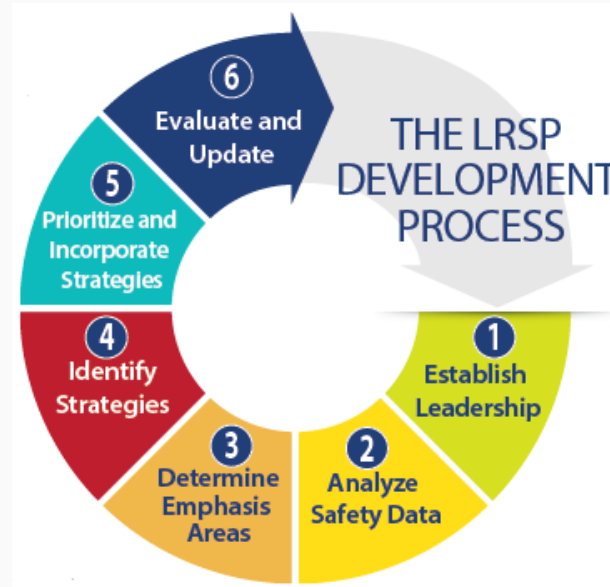 THE LRSP
DEVELOPMENT
PROCESS
1
Establish
Leadership
2
Analyze
Safety Data
3
Determine
Emphasis
Areas
4
Identify
Strategies
5
Prioritize and
Incorporate
Strategies
6
Evaluate and
Update